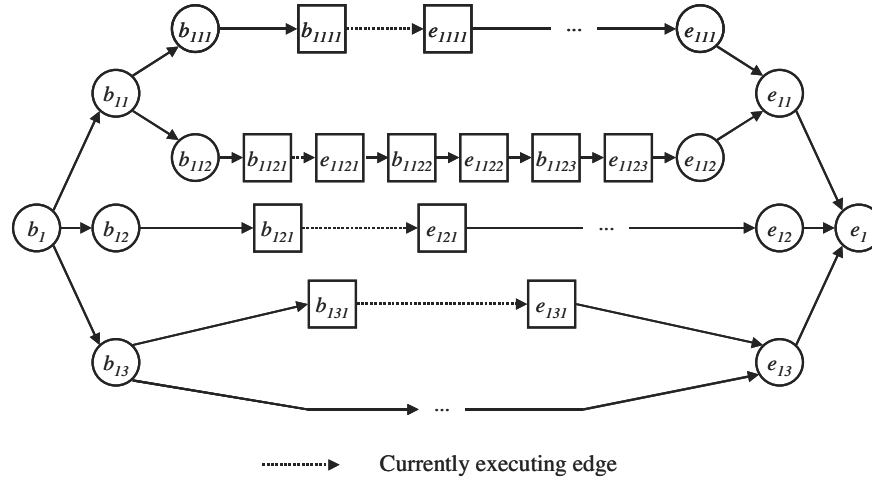 b111 b1111 e1111 ... e111
b11 e11
b112 b1121 e1121 b1122 e1122 b1123 e1123 e112
b1 b12 b121 e121 ... e12 e1
b131 e131
b13 e13
...
Currently executing edge